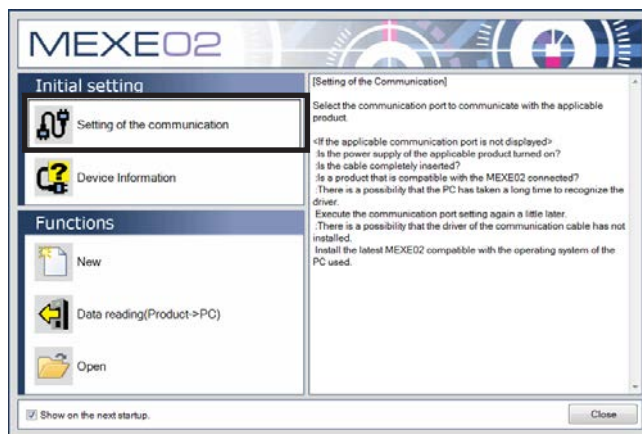 MEXE02
Initial setting
Setting of the communication
Device Information
Functions
New
Data reading(Product->PC)
Open
[Setting of the Communication]
Select the communication port to communicate with the applicable
product.
<If the applicable communication port is not displayed>
:Is the power supply of the applicable product turned on?
:Is the cable completely inserted?
:Is a product that is compatible with the MEXE02 connected?
:There is a possibility that the PC has taken a long time to recognize the
driver.
Execute the communication port setting again a little later.
:There is a possibility that the driver of the communication cable has not
installed.
Install the latest MEXE02 compatible with the operating system of the
PC used.
Show on the next startup.
Close